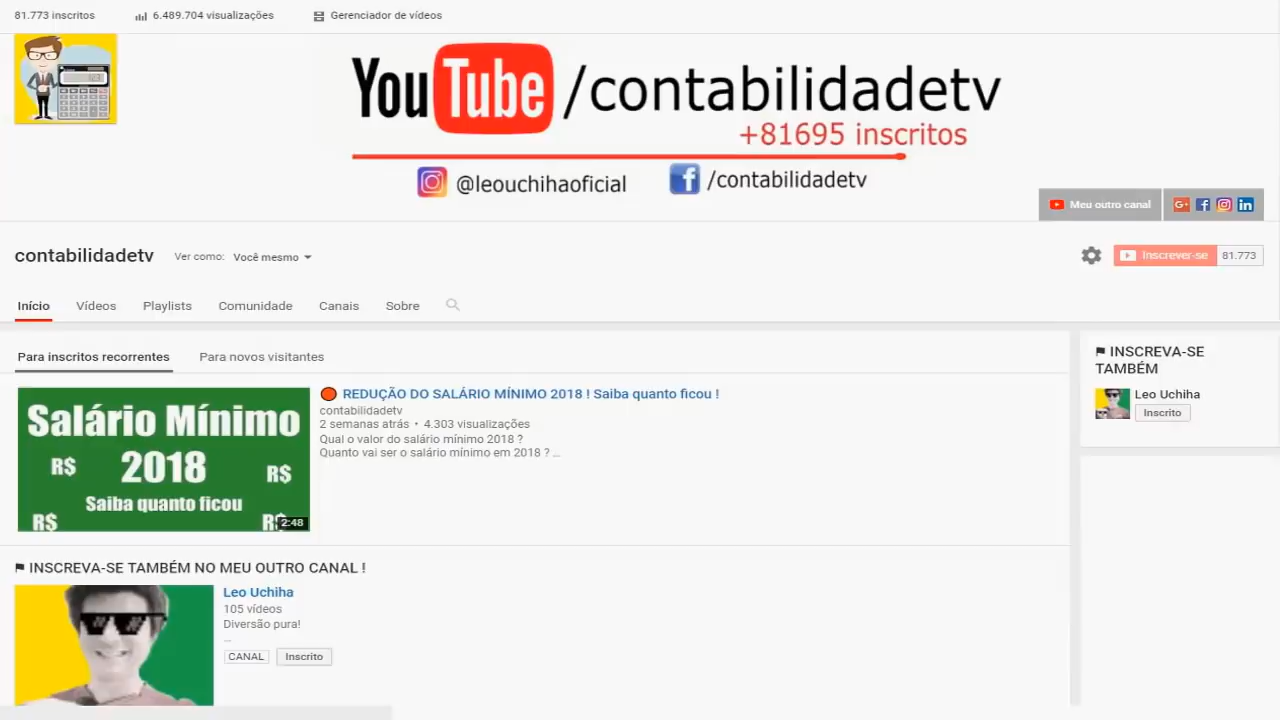 81.773 inscritos
6.489.704 visualizações
Gerenciador de vídeos
YouTube/contabilidadetv
+81695 inscritos
@leouchihaoficial
/contabilidadetv
Meu outro canal
contabilidadetv
Ver como: Você mesmo
Inscrever-se 81.773
Início Vídeos Playlists Comunidade Canais Sobre
Para inscritos recorrentes Para novos visitantes
Salário Mínimo
R$ 2018 R$
Saiba quanto ficou
R$ R$
2:48
REDUÇÃO DO SALÁRIO MÍNIMO 2018 ! Saiba quanto ficou !
contabilidadetv
2 semanas atrás • 4.303 visualizações
Qual o valor do salário mínimo 2018 ?
Quanto vai ser o salário mínimo em 2018 ? ...
INSCREVA-SE
TAMBÉM
Leo Uchiha
Inscrito
INSCREVA-SE TAMBÉM NO MEU OUTRO CANAL !
Leo Uchiha
105 vídeos
Diversão pura!
...
CANAL Inscrito